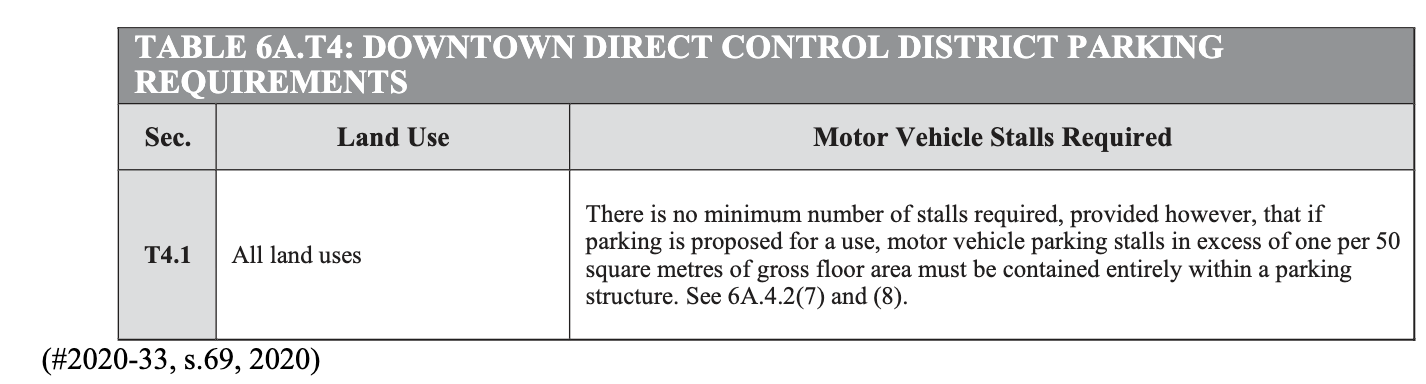 TABLE 6A.T4: DOWNTOWN DIRECT CONTROL DISTRICT PARKING
REQUIREMENTS
Sec.
Land Use
Motor Vehicle Stalls Required
T4.1
All land uses
There is no minimum number of stalls required, provided however, that if
parking is proposed for a use, motor vehicle parking stalls in excess of one per 50
square metres of gross floor area must be contained entirely within a parking
structure. See 6A.4.2(7) and (8).
(#2020-33, s.69, 2020)